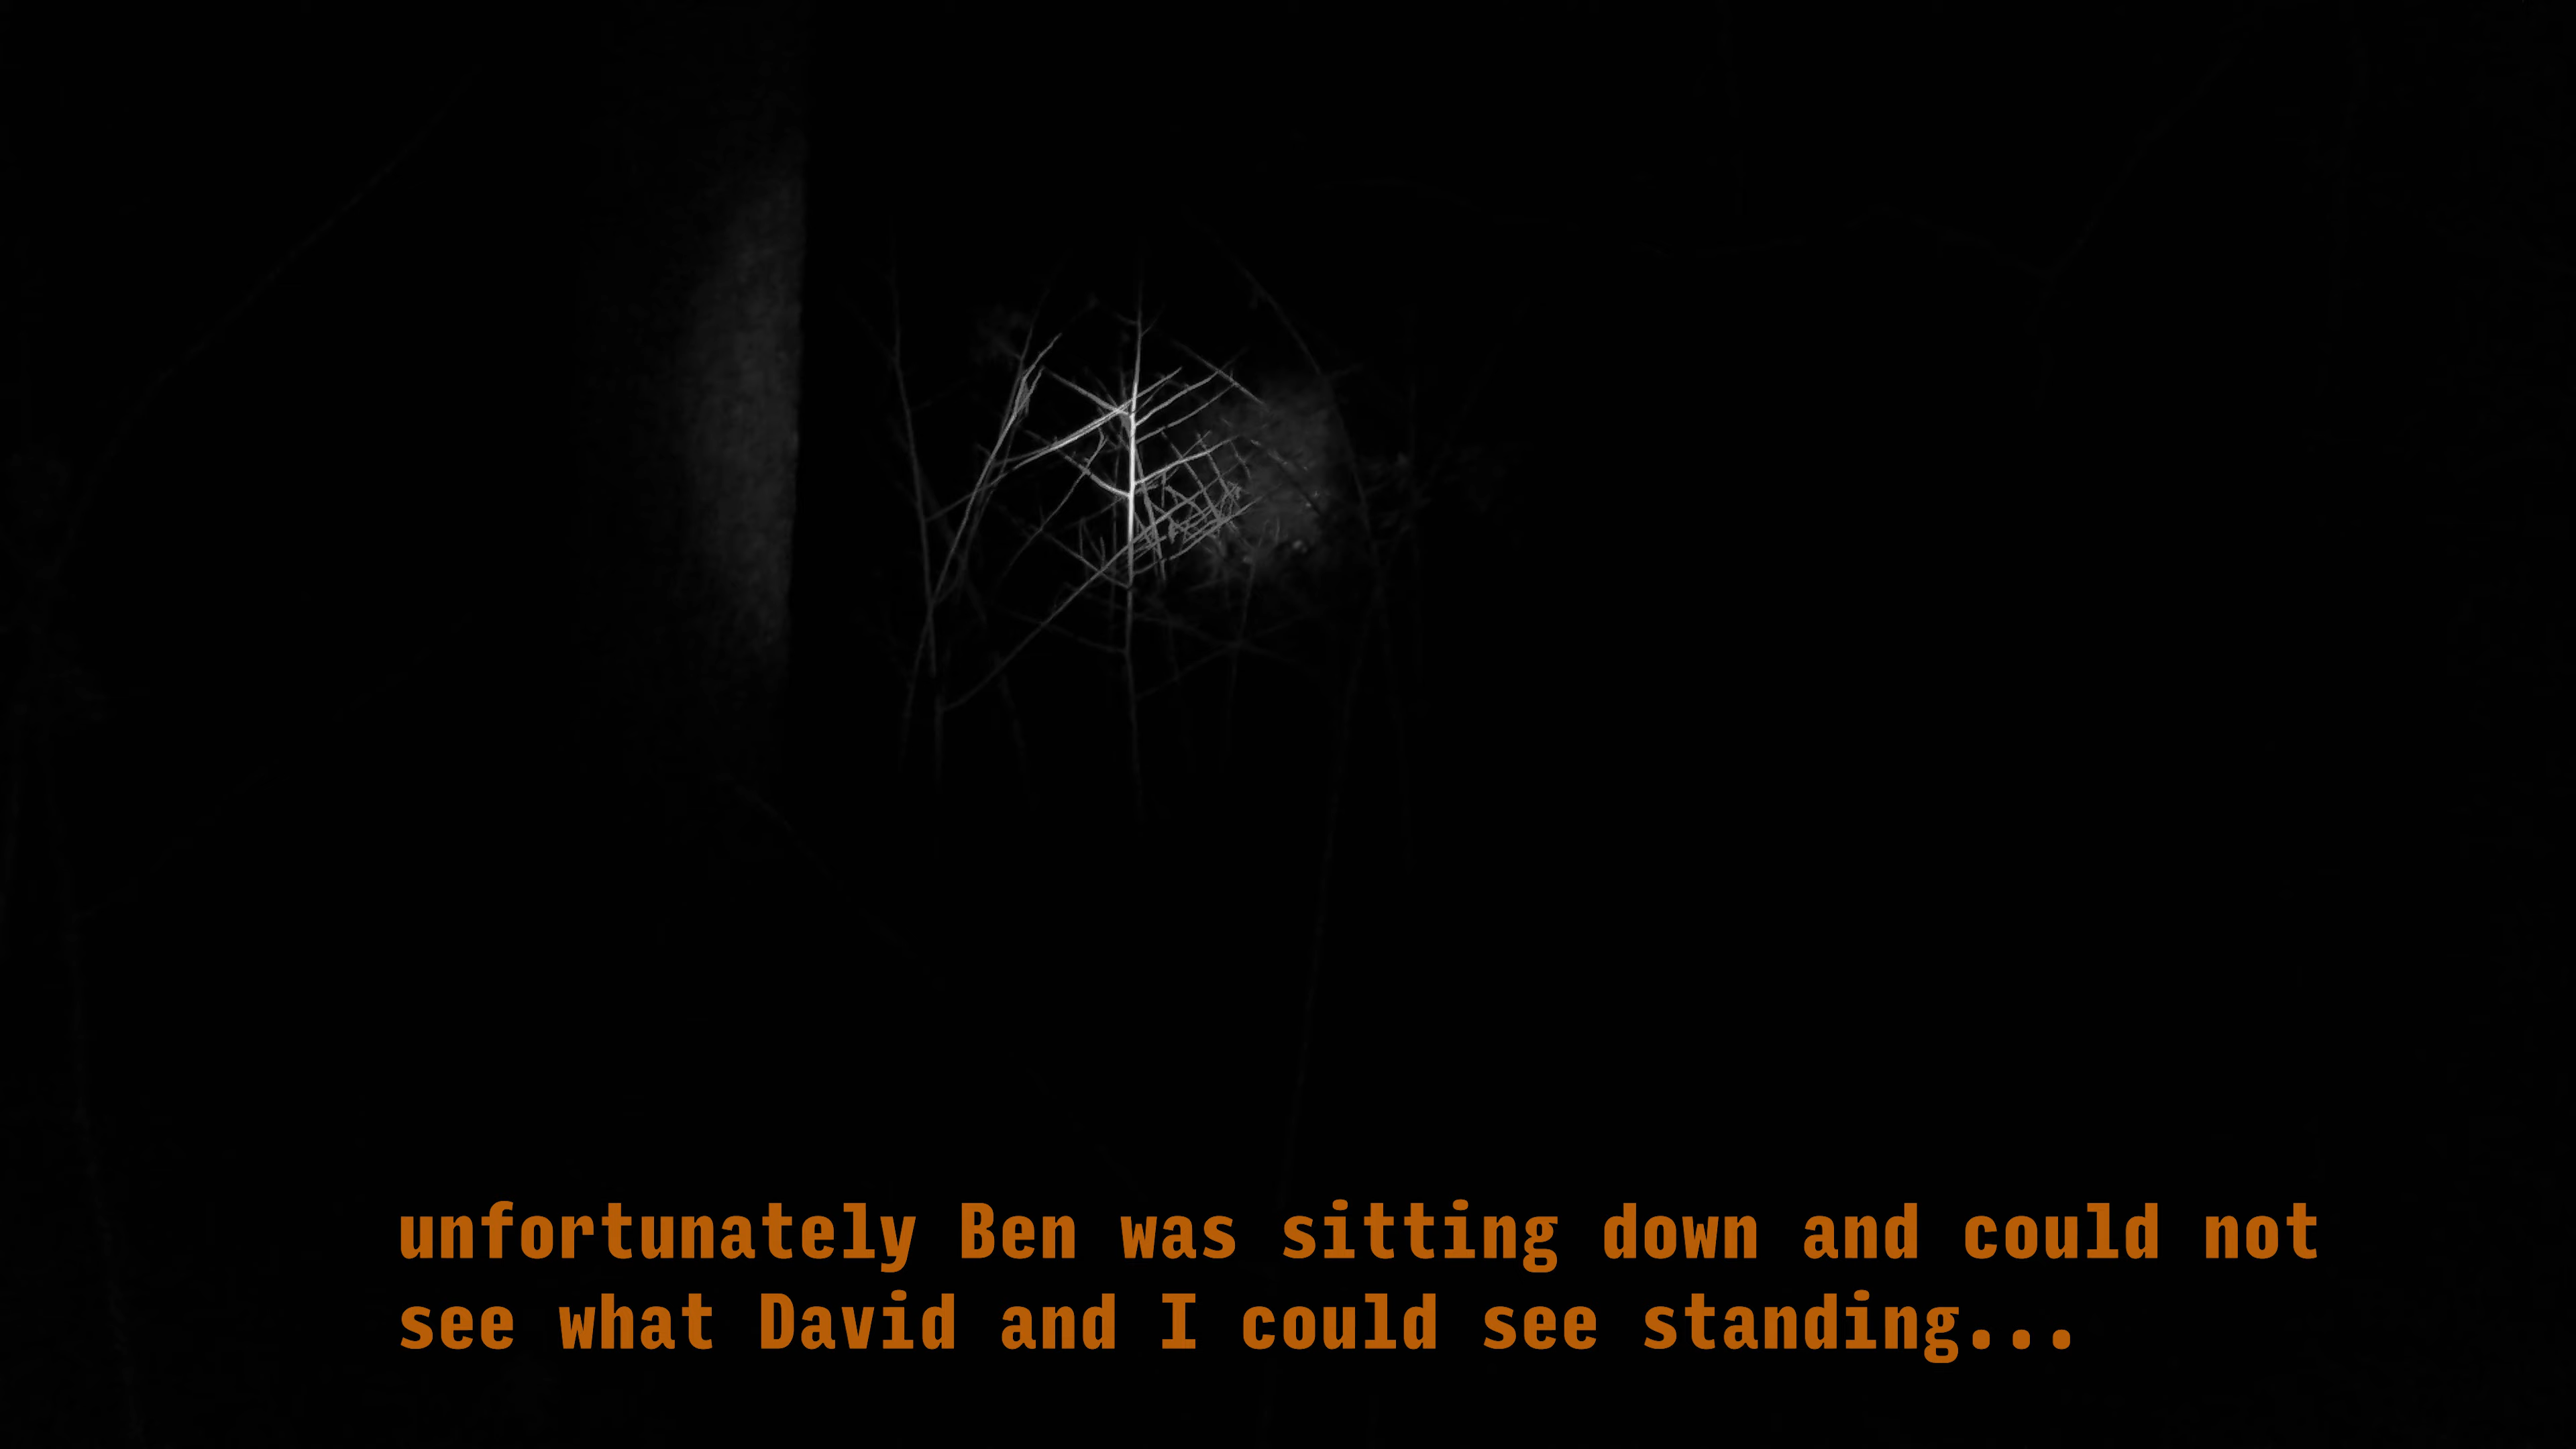 unfortunately Ben was sitting down and could not
see what David and I could see standing...